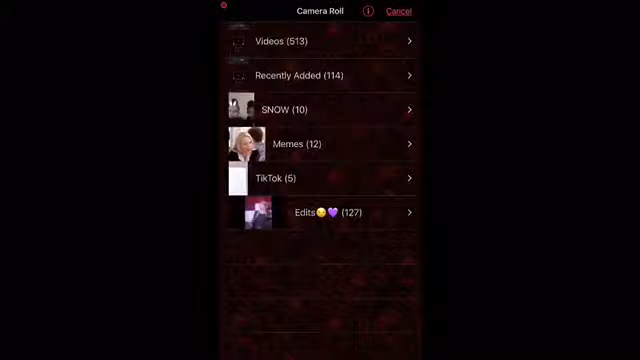 Camera Roll
Cancel
Videos (513)
Recently Added (114)
SNOW (10)
Memes (12)
TikTok (5)
Edits😏💜 (127)